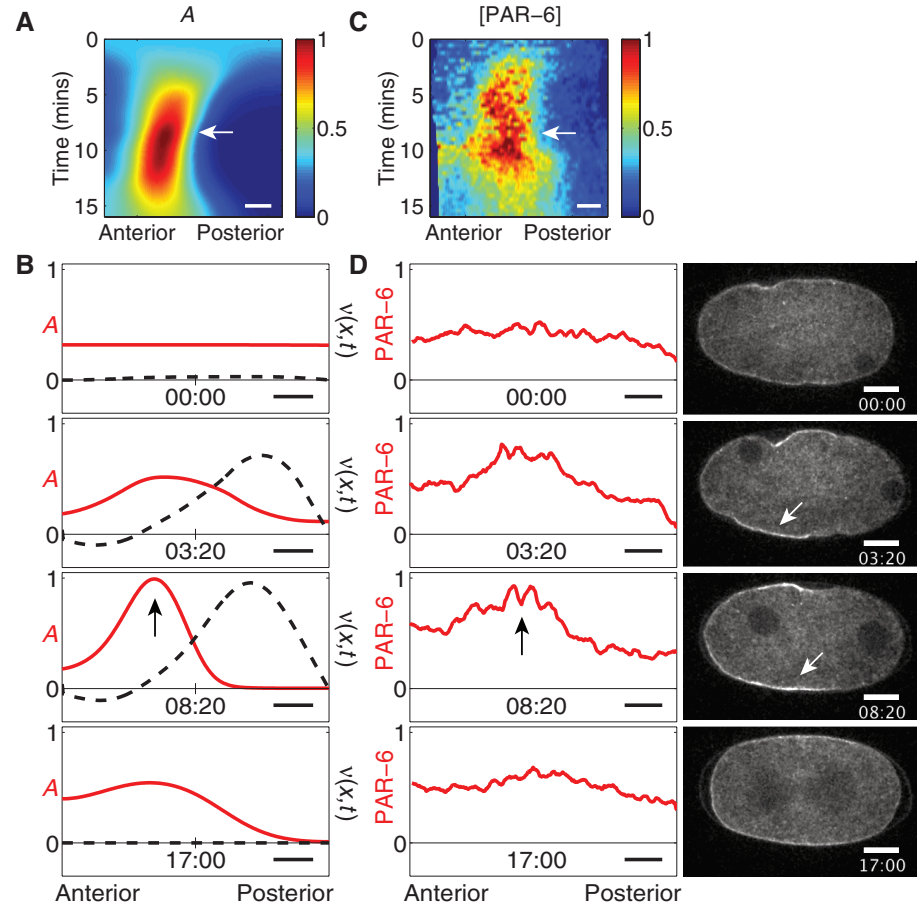 A
A
C
[PAR–6]
Time (mins)
0
5
10
15
1
0.5
0
Anterior Posterior
Time (mins)
0
5
10
15
1
0.5
0
Anterior Posterior
B
1
A
0
v(x,t)
00:00
1
A
0
v(x,t)
03:20
1
A
0
v(x,t)
08:20
1
A
0
v(x,t)
17:00
Anterior Posterior
D
1
PAR–6
0
00:00
00:00
1
PAR–6
0
03:20
03:20
1
PAR–6
0
08:20
08:20
1
PAR–6
0
17:00
17:00
Anterior Posterior